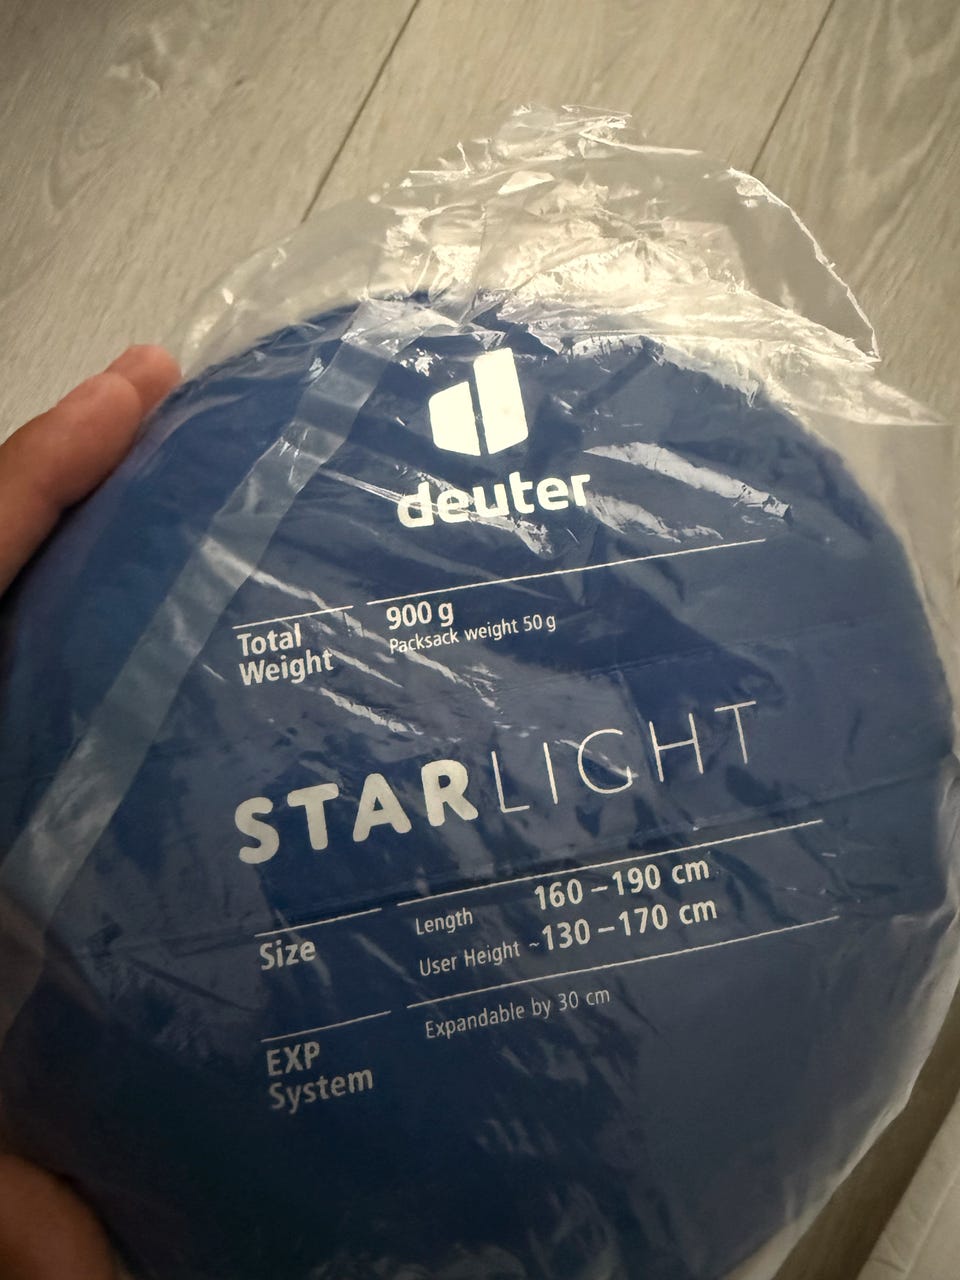 deuter
Total
Weight
900 g
Packsack weight 50 g
STARLIGHT
Size
Length 160 – 190 cm
User Height ~130 – 170 cm
EXP
System
Expandable by 30 cm